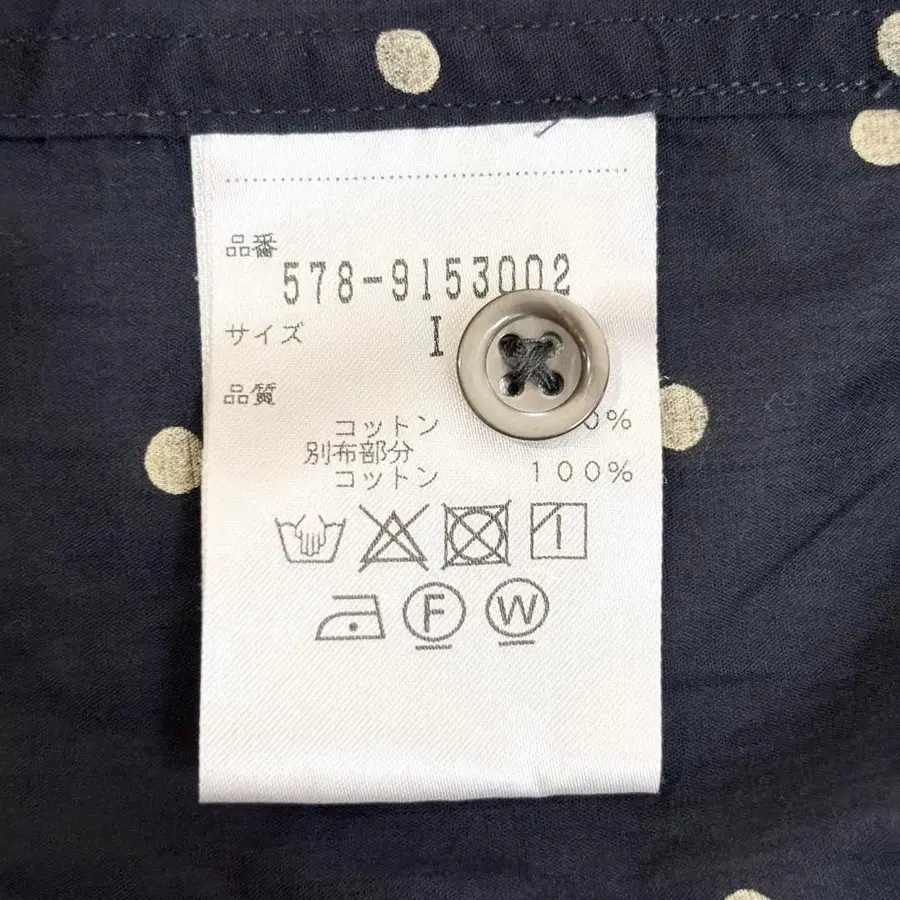 品番
578-9153002
サイズ I
品質
コットン 0%
別布部分
コットン 100%
F W